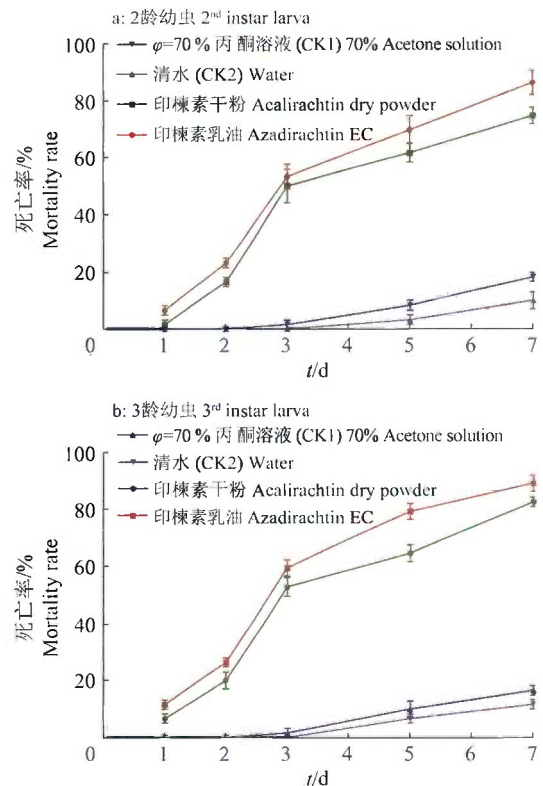 a: 2龄幼虫 2nd instar larva
φ=70 % 丙 酮溶液 (CK1) 70% Acetone solution
清水 (CK2) Water
印楝素干粉 Acalirachtin dry powder
印楝素乳油 Azadirachtin EC
死亡率/%
Mortality rate
100
80
60
40
20
0
1 2 3 4 5 6 7
t/d
b: 3龄幼虫 3rd instar larva
φ=70 % 丙 酮溶液 (CK1) 70% Acetone solution
清水 (CK2) Water
印楝素干粉 Acalirachtin dry powder
印楝素乳油 Azadirachtin EC
死亡率/%
Mortality rate
100
80
60
40
20
0
1 2 3 4 5 6 7
t/d